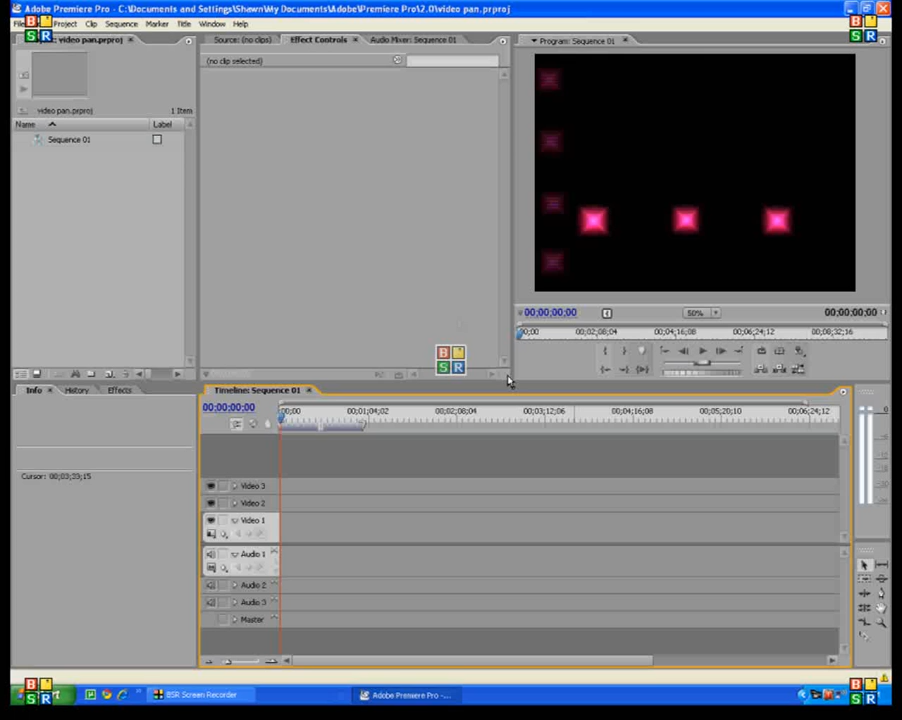 Adobe Premiere Pro - C:\Documents and Settings\Shawn\My Documents\Adobe\Premiere Pro\2.0\video pan.prproj
Project Clip Sequence Marker Title Window Help
video pan.prproj
Source: (no clips) Effect Controls Audio Mixer: Sequence 01
Program: Sequence 01
(no clip selected)
video pan.prproj 1 Item
Name Label
Sequence 01
00;00;00;00 50% 00;00;00;00
00;02;08;04 00;04;16;08 00;06;24;12 00;08;32;16
Info History Effects
Cursor: 00;03;33;15
Timeline: Sequence 01
00;00;00;00
00;01;04;02 00;02;08;04 00;03;12;06 00;04;16;08 00;05;20;10 00;06;24;12
Video 3
Video 2
Video 1
Audio 1
Audio 2
Audio 3
Master
B
S R
BSR Screen Recorder
Adobe Premiere Pro -...